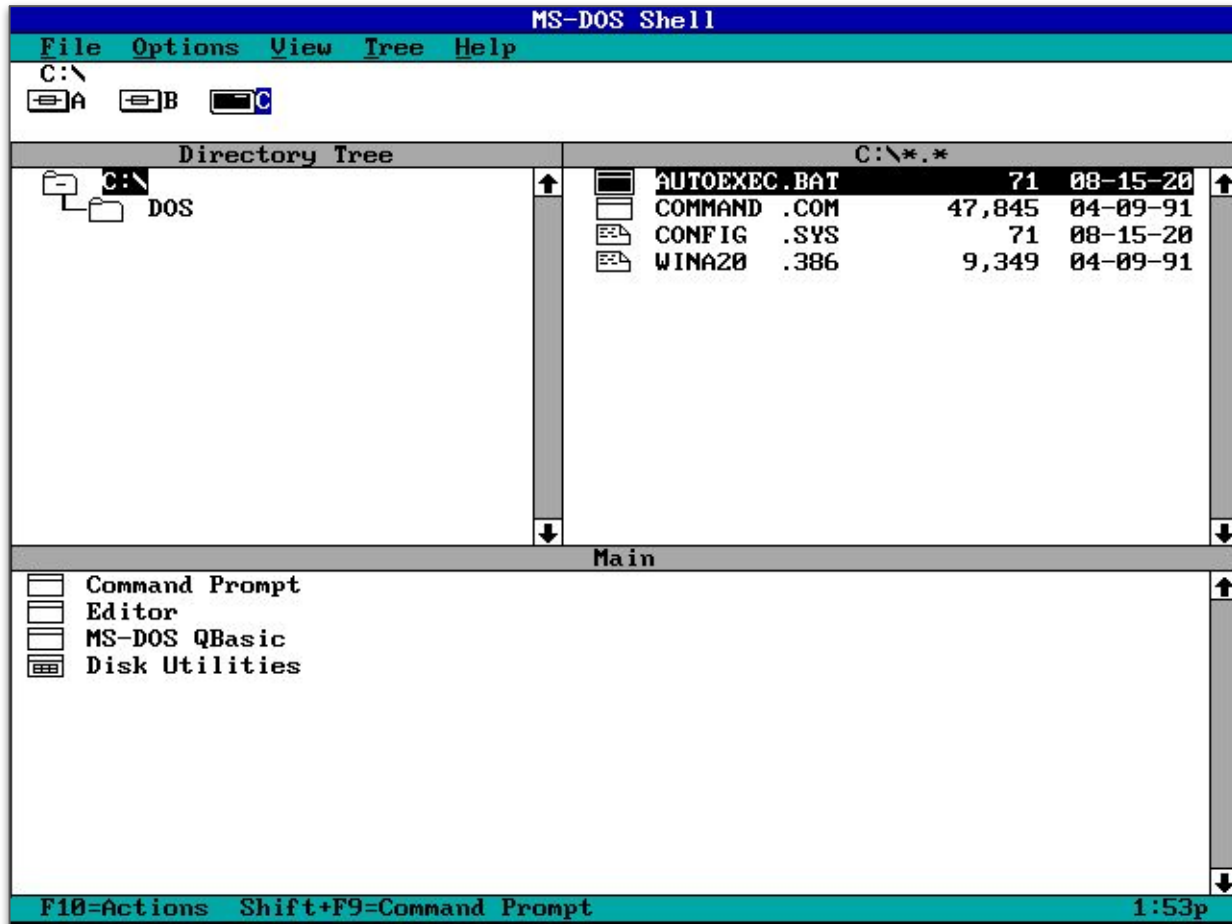 MS-DOS Shell
File Options View Tree Help
C:\
A B C
Directory Tree
C:\
DOS
C:\*.*
AUTOEXEC.BAT 71 08-15-20
COMMAND .COM 47,845 04-09-91
CONFIG .SYS 71 08-15-20
WINA20 .386 9,349 04-09-91
Main
Command Prompt
Editor
MS-DOS QBasic
Disk Utilities
F10=Actions Shift+F9=Command Prompt 1:53p